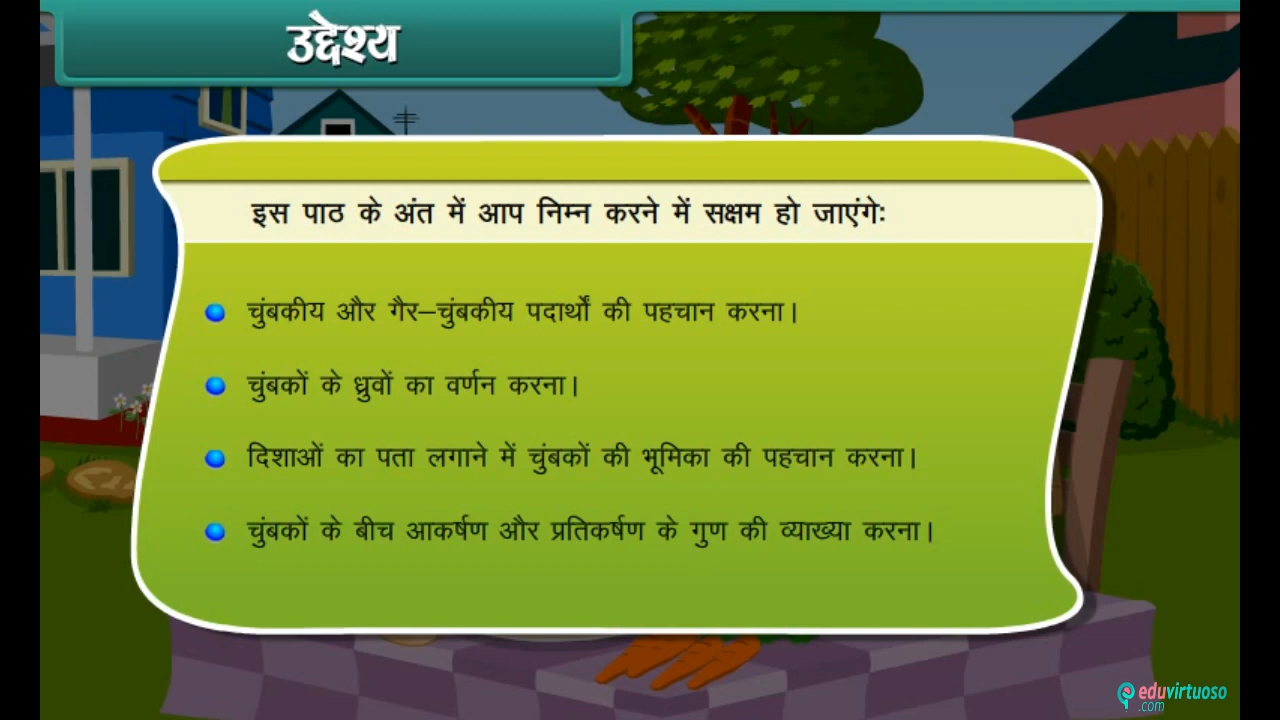 उद्देश्य
इस पाठ के अंत में आप निम्न करने में सक्षम हो जाएंगेः
चुंबकीय और गैर–चुंबकीय पदार्थों की पहचान करना।
चुंबकों के ध्रुवों का वर्णन करना।
दिशाओं का पता लगाने में चुंबकों की भूमिका की पहचान करना।
चुंबकों के बीच आकर्षण और प्रतिकर्षण के गुण की व्याख्या करना।
eduvirtuoso
.com